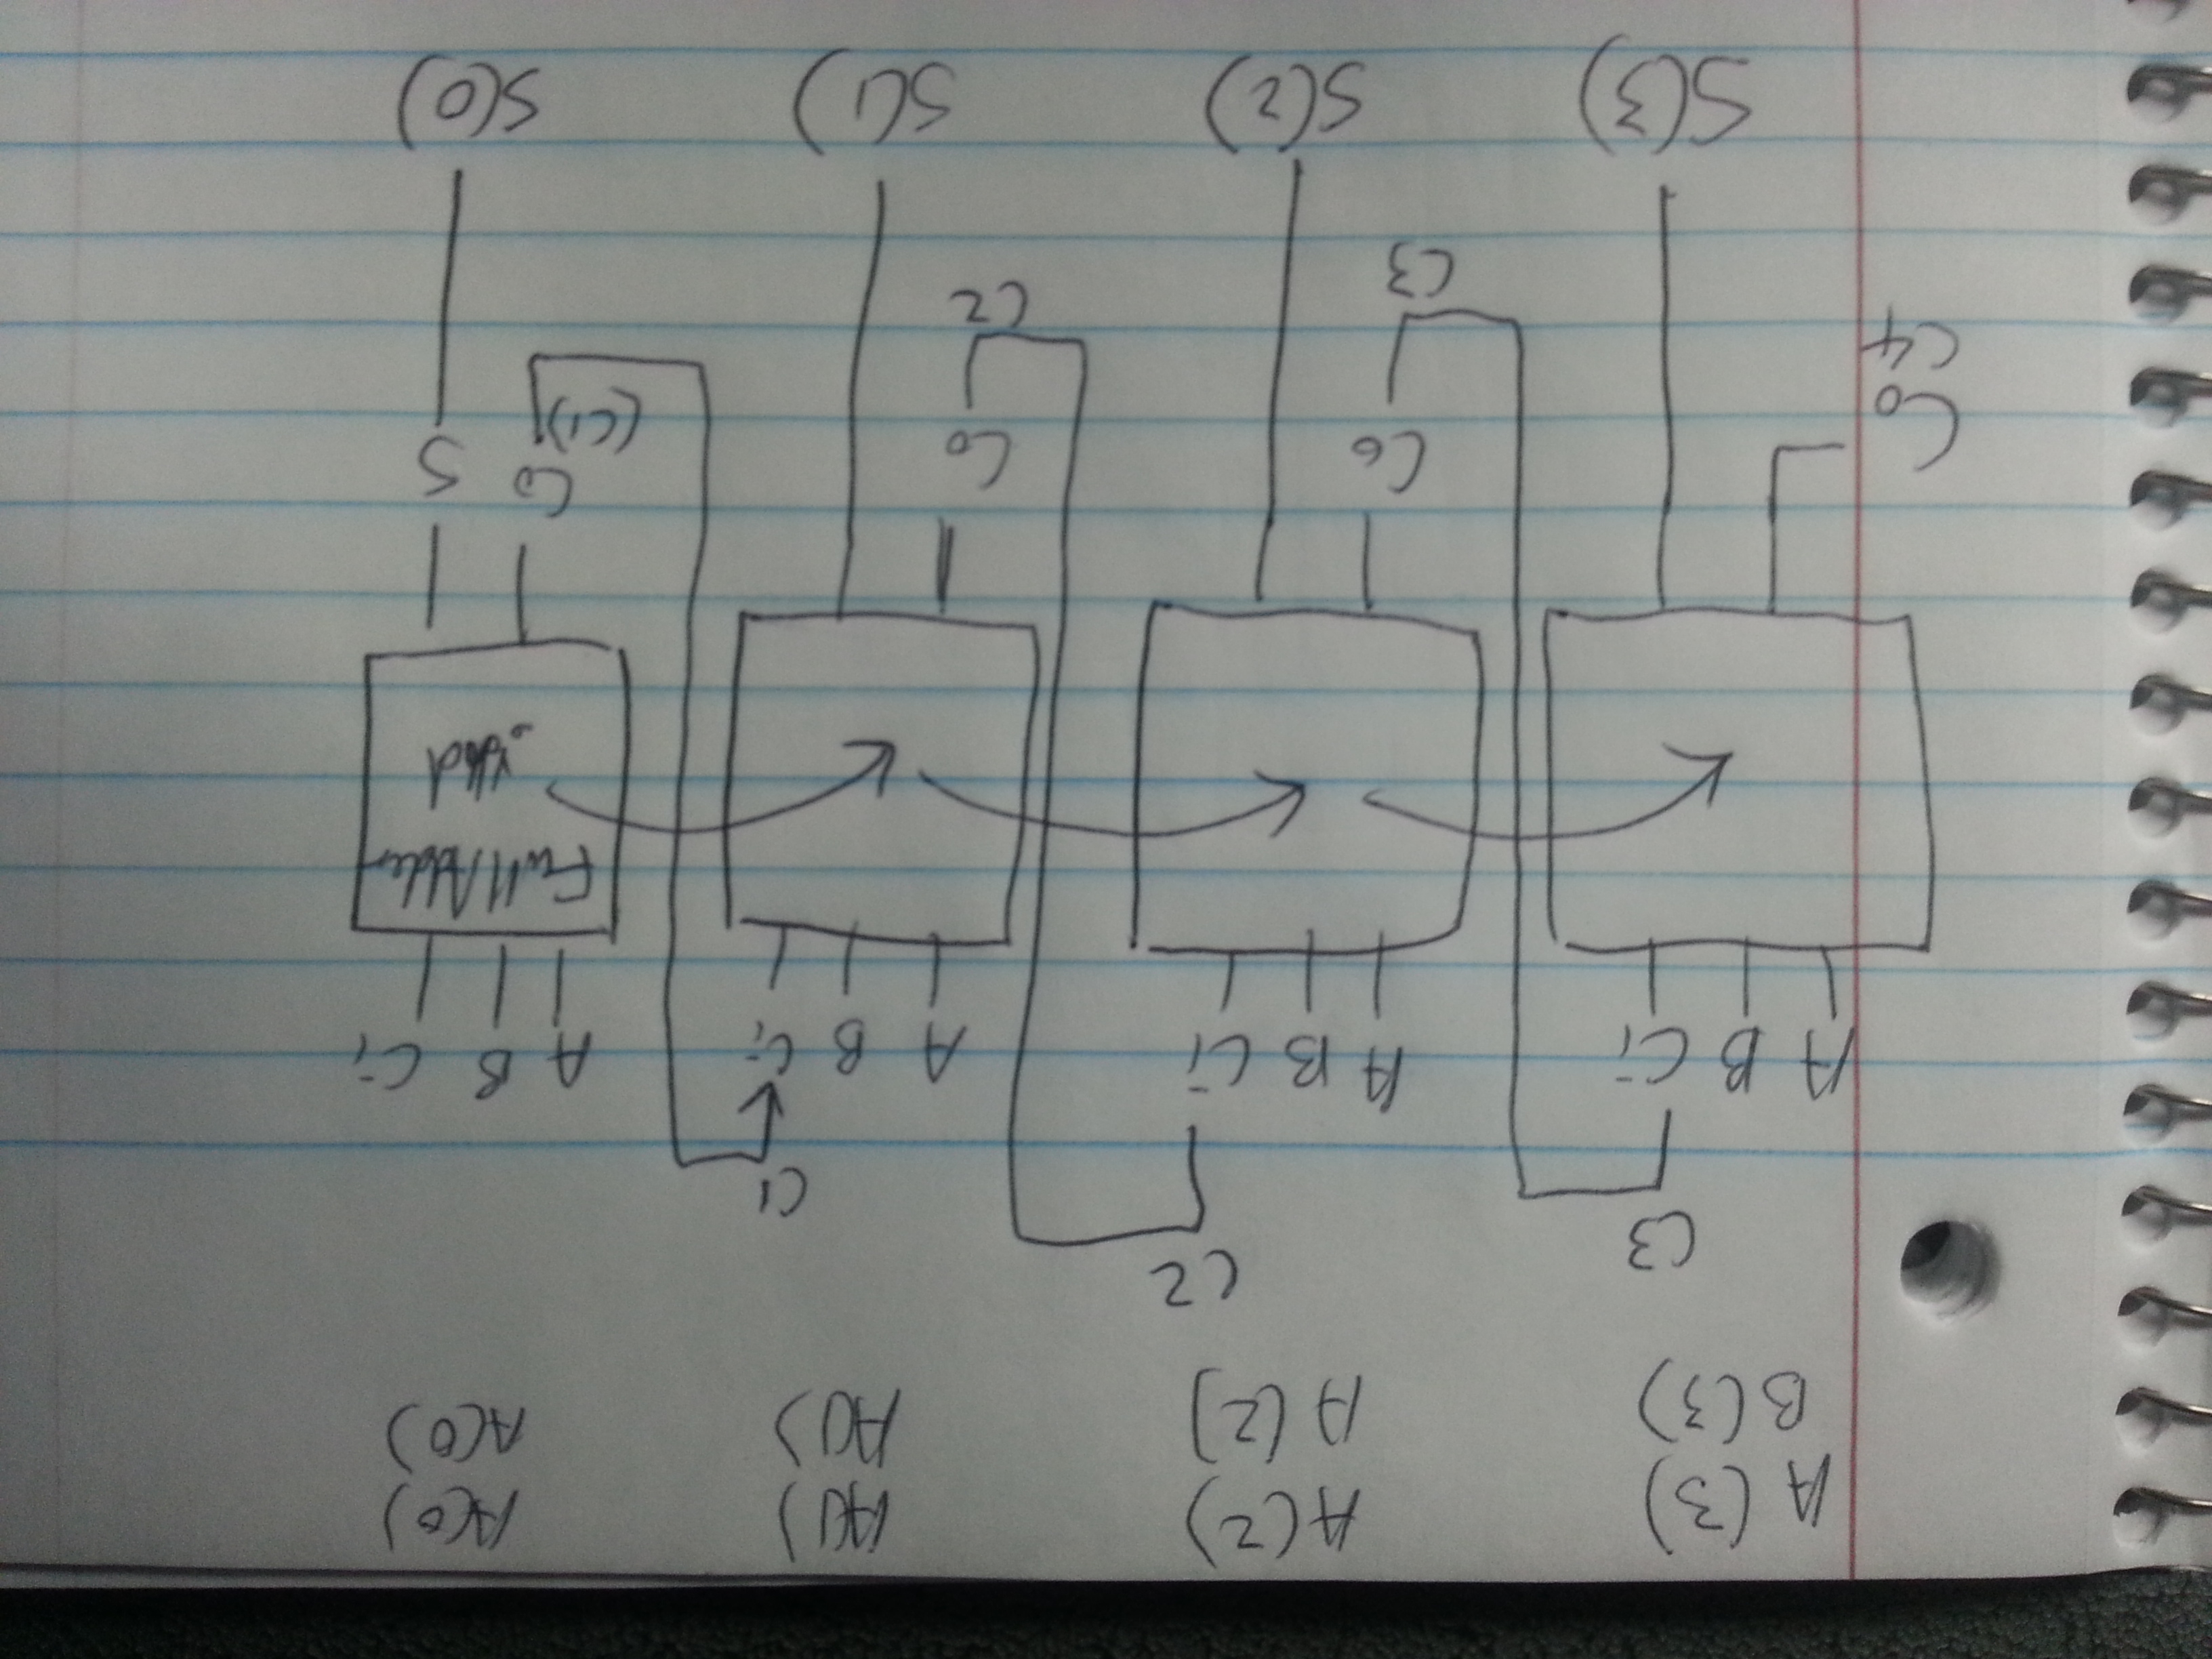 A(3) A(2) A(1) A(0)
B(3) A(2] A(1) A(0)
C3 C2 C1
A B Ci A B Ci A B Ci A B Ci
Full Adder
.vhd
Co Co Co Co S
C4 C3 C2 (C1)
S(3) S(2) S(1) S(0)